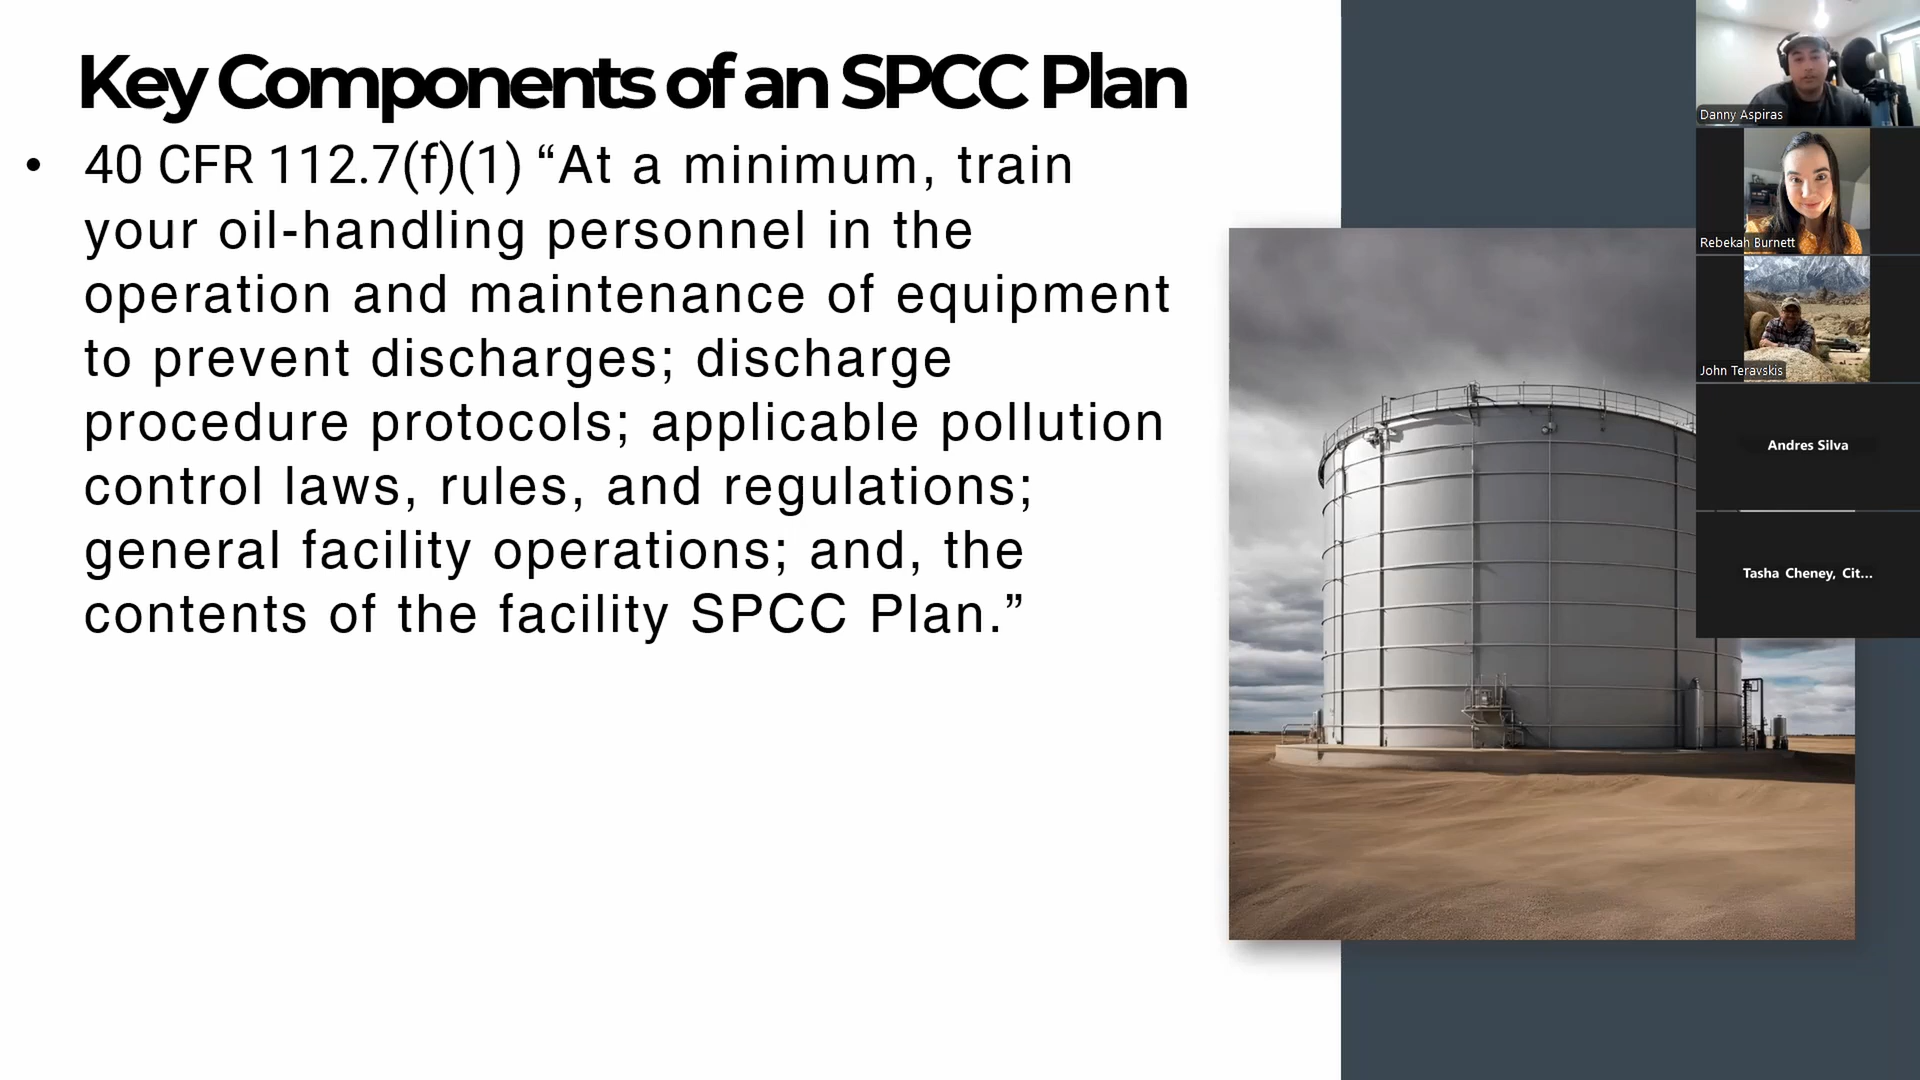 Key Components of an SPCC Plan
• 40 CFR 112.7(f)(1) “At a minimum, train
your oil-handling personnel in the
operation and maintenance of equipment
to prevent discharges; discharge
procedure protocols; applicable pollution
control laws, rules, and regulations;
general facility operations; and, the
contents of the facility SPCC Plan.”
Danny Aspiras
Rebekah Burnett
John Teravskis
Andres Silva
Tasha Cheney, Cit...